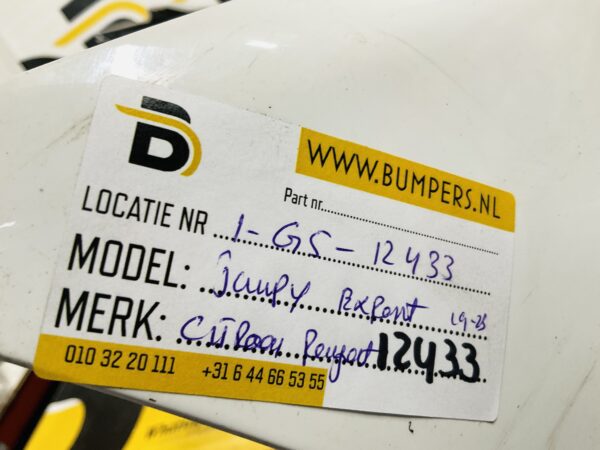 WWW.BUMPERS.NL
Part nr.
LOCATIE NR 1-GS-12433
MODEL: Jumpy Expert 19-23
MERK: Citroen Peugeot 12433
010 32 20 111 +31 6 44 66 53 55